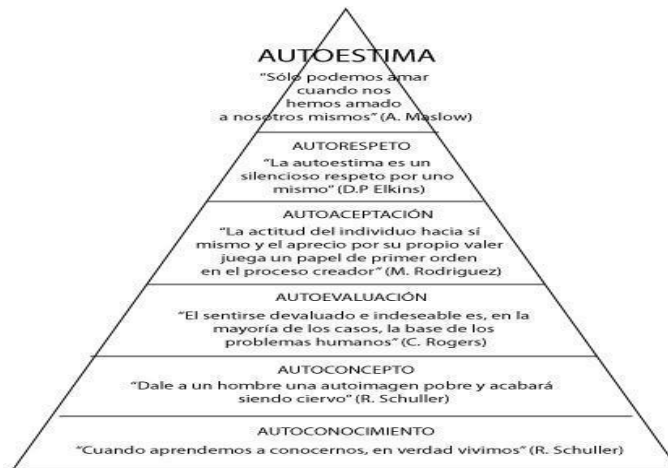 AUTOESTIMA
“Sólo podemos amar
cuando nos
hemos amado
a nosotros mismos” (A. Maslow)
AUTORESPETO
“La autoestima es un
silencioso respeto por uno
mismo” (D.P Elkins)
AUTOACEPTACIÓN
“La actitud del individuo hacia sí
mismo y el aprecio por su propio valer
juega un papel de primer orden
en el proceso creador” (M. Rodriguez)
AUTOEVALUACIÓN
“El sentirse devaluado e indeseable es, en la
mayoría de los casos, la base de los
problemas humanos” (C. Rogers)
AUTOCONCEPTO
“Dale a un hombre una autoimagen pobre y acabará
siendo ciervo” (R. Schuller)
AUTOCONOCIMIENTO
“Cuando aprendemos a conocernos, en verdad vivimos” (R. Schuller)